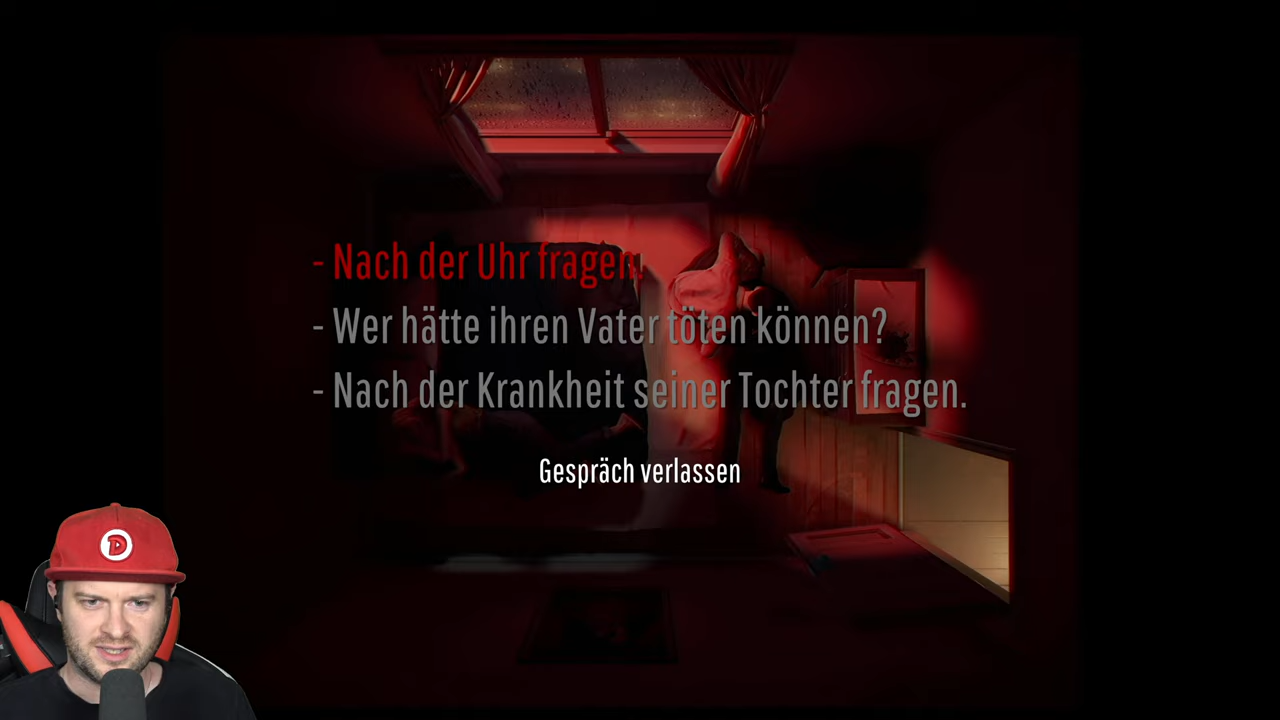 - Nach der Uhr fragen.
- Wer hätte ihren Vater töten können?
- Nach der Krankheit seiner Tochter fragen.
Gespräch verlassen
D